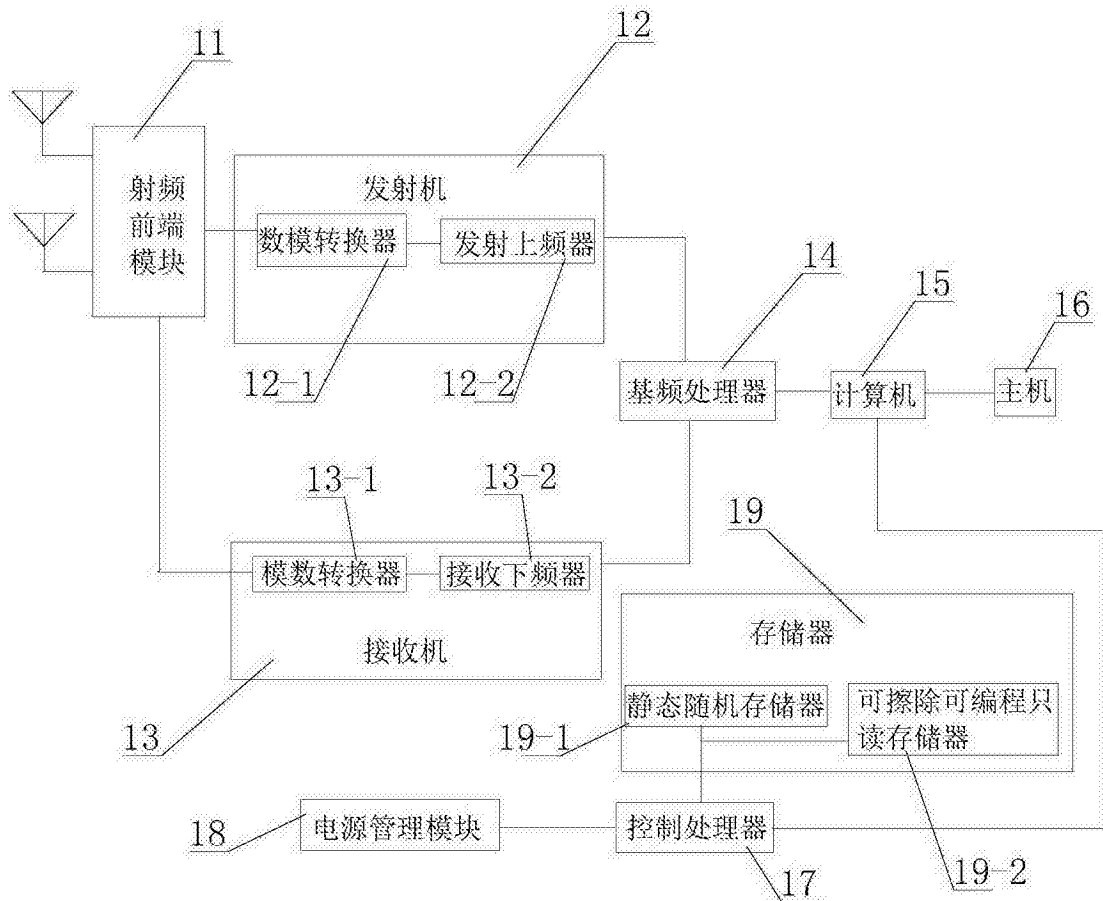 11
12
射频
前端
模块
发射机
数模转换器
发射上频器
12-1
12-2
14
15
16
基频处理器
计算机
主机
13-1
13-2
模数转换器
接收下频器
接收机
13
19
存储器
静态随机存储器
可擦除可编程只
读存储器
19-1
18
电源管理模块
控制处理器
17
19-2